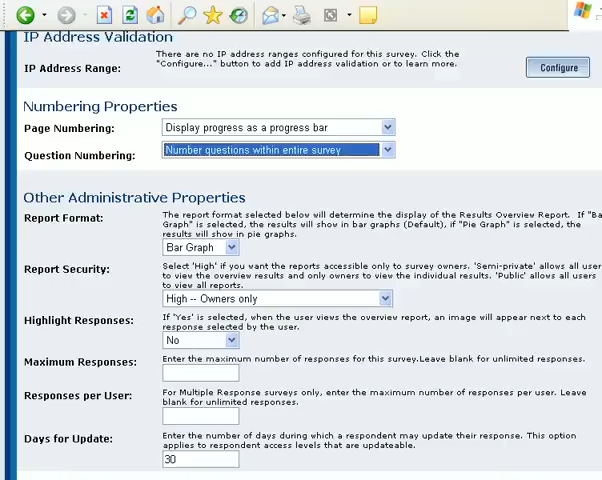 IP Address Validation
There are no IP address ranges configured for this survey. Click the
IP Address Range:
"Configure..." button to add IP address validation or to learn more.
Configure
Numbering Properties
Page Numbering:
Display progress as a progress bar
Question Numbering:
Number questions within entire survey
Other Administrative Properties
Report Format:
The report format selected below will determine the display of the Results Overview Report. If "Ba
Graph" is selected, the results will show in bar graphs (Default), if "Pie Graph" is selected, the
results will show in pie graphs.
Bar Graph
Report Security:
Select 'High' if you want the reports accessible only to survey owners. 'Semi-private' allows all user
to view the overview results and only owners to view the individual results. 'Public' allows all users
to view all reports.
High -- Owners only
Highlight Responses:
If 'Yes' is selected, when the user views the overview report, an image will appear next to each
response selected by the user.
No
Maximum Responses:
Enter the maximum number of responses for this survey.Leave blank for unlimited responses.
Responses per User:
For Multiple Response surveys only, enter the maximum number of responses per user. Leave
blank for unlimited responses.
Days for Update:
Enter the number of days during which a respondent may update their response. This option
applies to respondent access levels that are updateable.
30